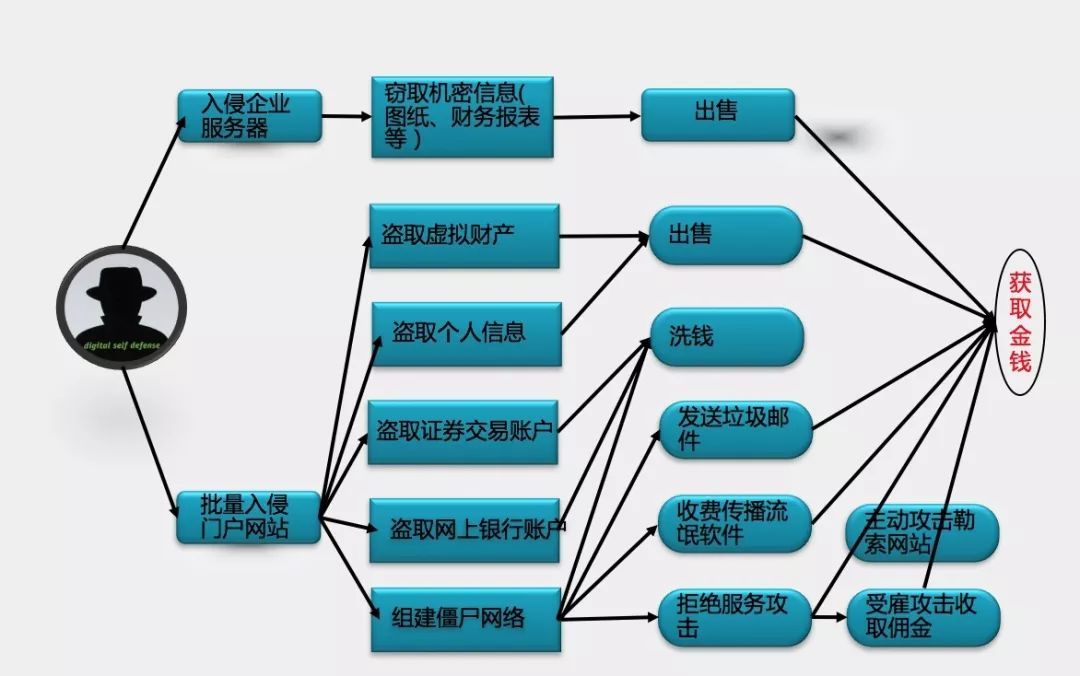 入侵企业
服务器
窃取机密信息(
图纸、财务报表
等）
出售
盗取虚拟财产
出售
digital self defense
盗取个人信息
洗钱
获
取
金
钱
盗取证券交易账户
发送垃圾邮
件
批量入侵
门户网站
盗取网上银行账户
收费传播流
氓软件
主动攻击勒
索网站
组建僵尸网络
拒绝服务攻
击
受雇攻击收
取佣金